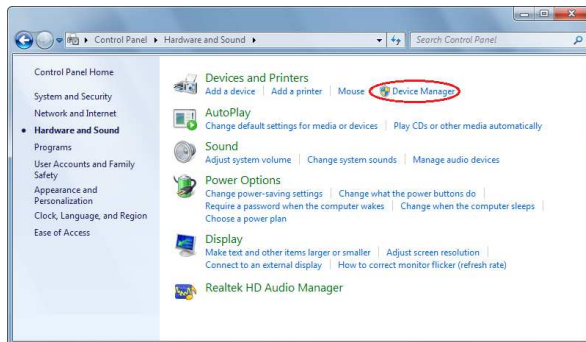 Control Panel ▸ Hardware and Sound ▸
Search Control Panel
Control Panel Home
System and Security
Network and Internet
Hardware and Sound
Programs
User Accounts and Family
Safety
Appearance and
Personalization
Clock, Language, and Region
Ease of Access
Devices and Printers
Add a device | Add a printer | Mouse | Device Manager
AutoPlay
Change default settings for media or devices | Play CDs or other media automatically
Sound
Adjust system volume | Change system sounds | Manage audio devices
Power Options
Change power-saving settings | Change what the power buttons do |
Require a password when the computer wakes | Change when the computer sleeps |
Choose a power plan
Display
Make text and other items larger or smaller | Adjust screen resolution |
Connect to an external display | How to correct monitor flicker (refresh rate)
Realtek HD Audio Manager